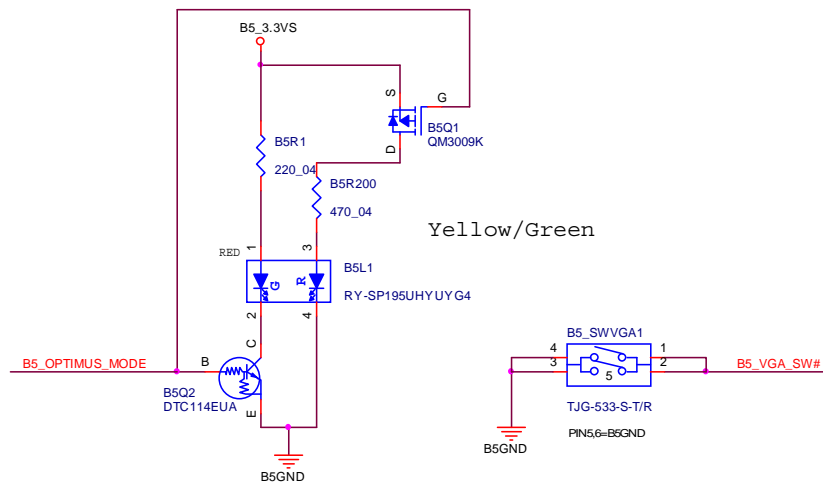 B5_3.3VS
S
G
B5Q1
QM3009K
D
B5R1
220_04
B5R200
470_04
Yellow/Green
RED
1
3
G
R
B5L1
RY-SP195UHYUYG4
2
4
C
B5_OPTIMUS_MODE
B
B5Q2
DTC114EUA
E
B5GND
B5_SWVGA1
4
1
3
2
5
B5_VGA_SW#
TJG-533-S-T/R
B5GND
PIN5,6=B5GND